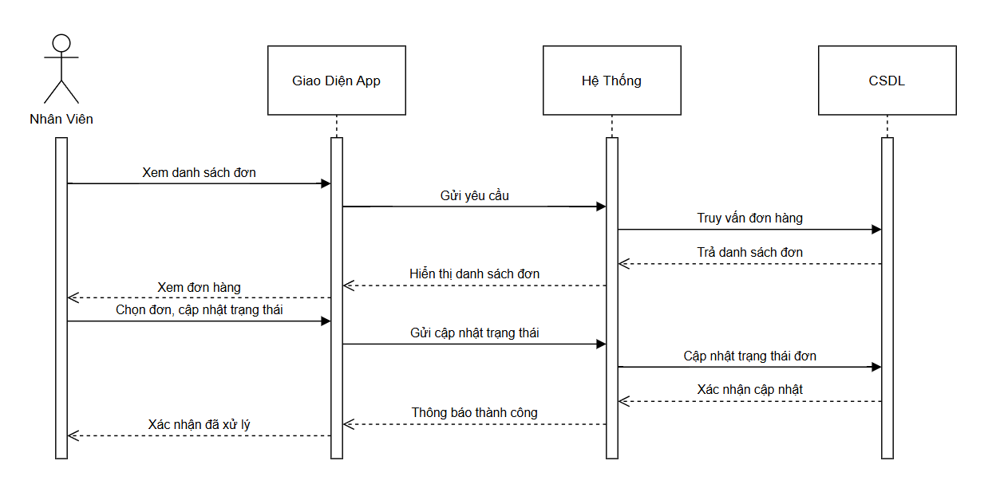 Giao Diện App
Hệ Thống
CSDL
Nhân Viên
Xem danh sách đơn
Gửi yêu cầu
Truy vấn đơn hàng
Trả danh sách đơn
Hiển thị danh sách đơn
Xem đơn hàng
Chọn đơn, cập nhật trạng thái
Gửi cập nhật trạng thái
Cập nhật trạng thái đơn
Xác nhận cập nhật
Thông báo thành công
Xác nhận đã xử lý